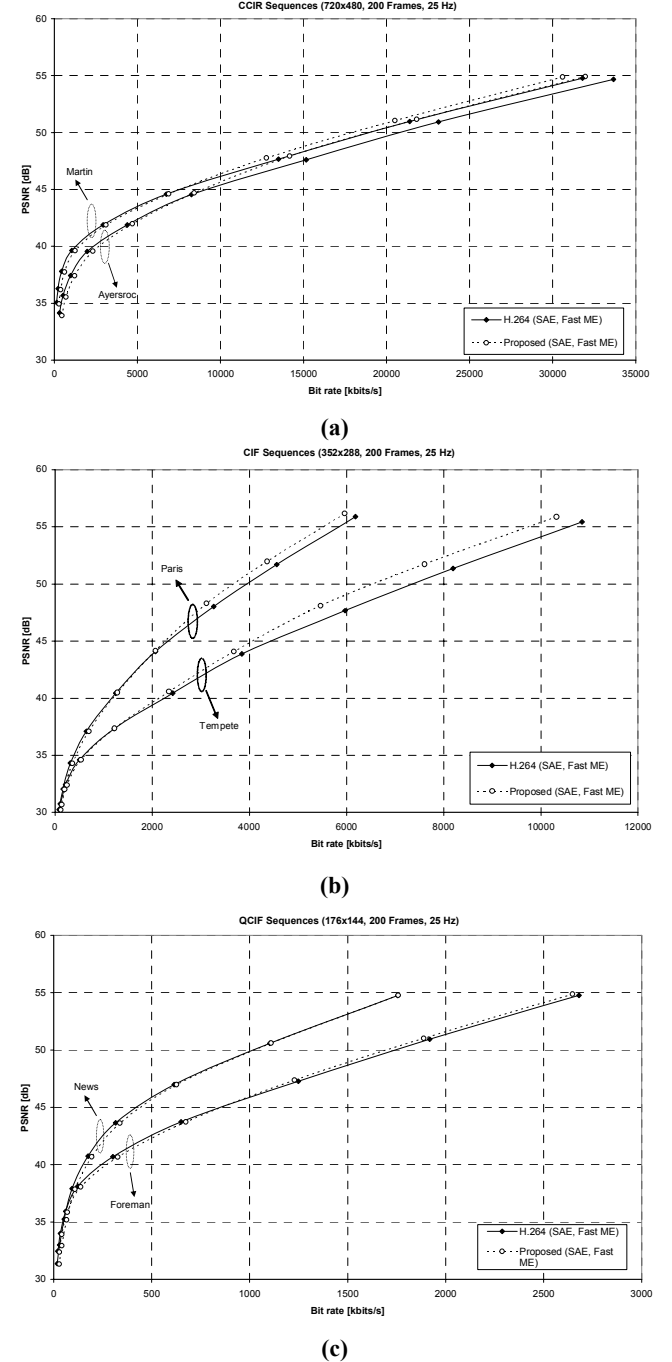 CCIR Sequences (720x480, 200 Frames, 25 Hz)
60
55
50
45
40
35
30
PSNR [dB]
Martin
Ayersroc
H.264 (SAE, Fast ME)
Proposed (SAE, Fast ME)
0 5000 10000 15000 20000 25000 30000 35000
Bit rate [kbits/s]
(a)
CIF Sequences (352x288, 200 Frames, 25 Hz)
60
55
50
45
40
35
30
PSNR [dB]
Paris
Tempete
H.264 (SAE, Fast ME)
Proposed (SAE, Fast ME)
0 2000 4000 6000 8000 10000 12000
Bit rate [kbits/s]
(b)
QCIF Sequences (176x144, 200 Frames, 25 Hz)
60
55
50
45
40
35
30
PSNR [db]
News
Foreman
H.264 (SAE, Fast ME)
Proposed (SAE, Fast
ME)
0 500 1000 1500 2000 2500 3000
Bit rate [kbits/s]
(c)